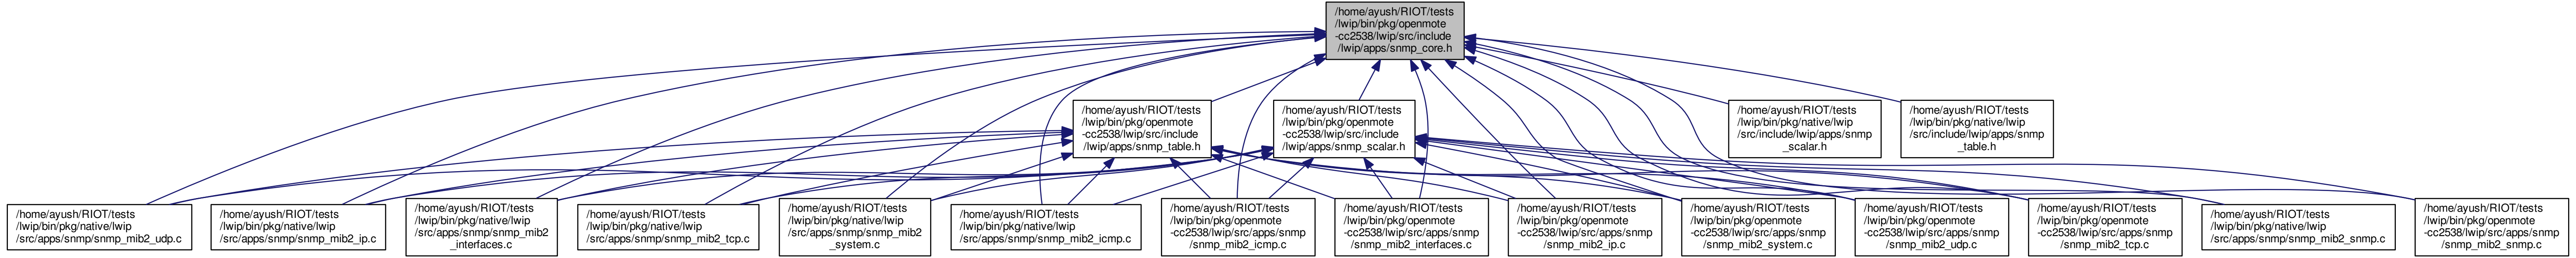 /home/ayush/RIOT/tests
/lwip/bin/pkg/openmote
-cc2538/lwip/src/include
/lwip/apps/snmp_core.h
/home/ayush/RIOT/tests
/lwip/bin/pkg/openmote
-cc2538/lwip/src/include
/lwip/apps/snmp_table.h
/home/ayush/RIOT/tests
/lwip/bin/pkg/openmote
-cc2538/lwip/src/include
/lwip/apps/snmp_scalar.h
/home/ayush/RIOT/tests
/lwip/bin/pkg/native/lwip
/src/include/lwip/apps/snmp
_scalar.h
/home/ayush/RIOT/tests
/lwip/bin/pkg/native/lwip
/src/include/lwip/apps/snmp
_table.h
/home/ayush/RIOT/tests
/lwip/bin/pkg/native/lwip
/src/apps/snmp/snmp_mib2_udp.c
/home/ayush/RIOT/tests
/lwip/bin/pkg/native/lwip
/src/apps/snmp/snmp_mib2_ip.c
/home/ayush/RIOT/tests
/lwip/bin/pkg/native/lwip
/src/apps/snmp/snmp_mib2
_interfaces.c
/home/ayush/RIOT/tests
/lwip/bin/pkg/native/lwip
/src/apps/snmp/snmp_mib2_tcp.c
/home/ayush/RIOT/tests
/lwip/bin/pkg/native/lwip
/src/apps/snmp/snmp_mib2
_system.c
/home/ayush/RIOT/tests
/lwip/bin/pkg/native/lwip
/src/apps/snmp/snmp_mib2_icmp.c
/home/ayush/RIOT/tests
/lwip/bin/pkg/openmote
-cc2538/lwip/src/apps/snmp
/snmp_mib2_icmp.c
/home/ayush/RIOT/tests
/lwip/bin/pkg/openmote
-cc2538/lwip/src/apps/snmp
/snmp_mib2_interfaces.c
/home/ayush/RIOT/tests
/lwip/bin/pkg/openmote
-cc2538/lwip/src/apps/snmp
/snmp_mib2_ip.c
/home/ayush/RIOT/tests
/lwip/bin/pkg/openmote
-cc2538/lwip/src/apps/snmp
/snmp_mib2_system.c
/home/ayush/RIOT/tests
/lwip/bin/pkg/openmote
-cc2538/lwip/src/apps/snmp
/snmp_mib2_udp.c
/home/ayush/RIOT/tests
/lwip/bin/pkg/openmote
-cc2538/lwip/src/apps/snmp
/snmp_mib2_tcp.c
/home/ayush/RIOT/tests
/lwip/bin/pkg/native/lwip
/src/apps/snmp/snmp_mib2_snmp.c
/home/ayush/RIOT/tests
/lwip/bin/pkg/openmote
-cc2538/lwip/src/apps/snmp
/snmp_mib2_snmp.c